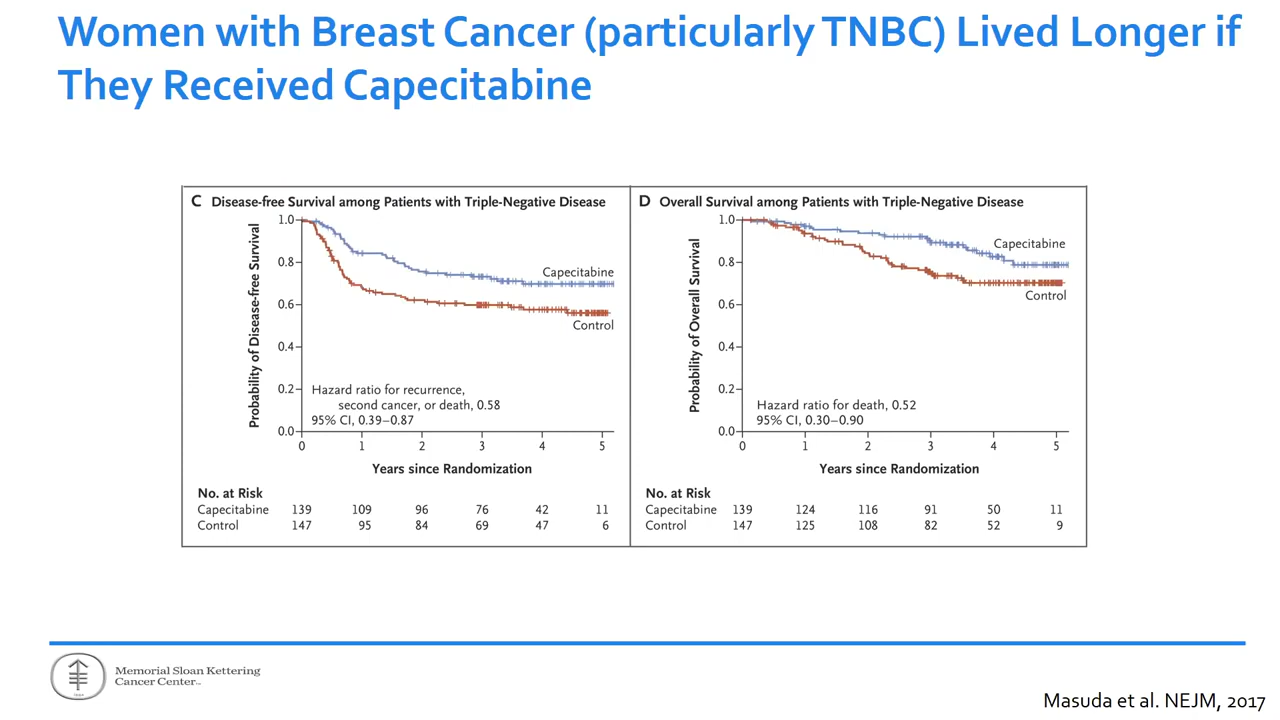 Women with Breast Cancer (particularly TNBC) Lived Longer if
They Received Capecitabine
C Disease-free Survival among Patients with Triple-Negative Disease
Probability of Disease-free Survival
1.0
0.8
0.6
0.4
0.2
0.0
Capecitabine
Control
Hazard ratio for recurrence,
second cancer, or death, 0.58
95% CI, 0.39–0.87
0 1 2 3 4 5
Years since Randomization
No. at Risk
Capecitabine 139 109 96 76 42 11
Control 147 95 84 69 47 6
D Overall Survival among Patients with Triple-Negative Disease
Probability of Overall Survival
1.0
0.8
0.6
0.4
0.2
0.0
Capecitabine
Control
Hazard ratio for death, 0.52
95% CI, 0.30–0.90
0 1 2 3 4 5
Years since Randomization
No. at Risk
Capecitabine 139 124 116 91 50 11
Control 147 125 108 82 52 9
Memorial Sloan Kettering
Cancer Center
Masuda et al. NEJM, 2017